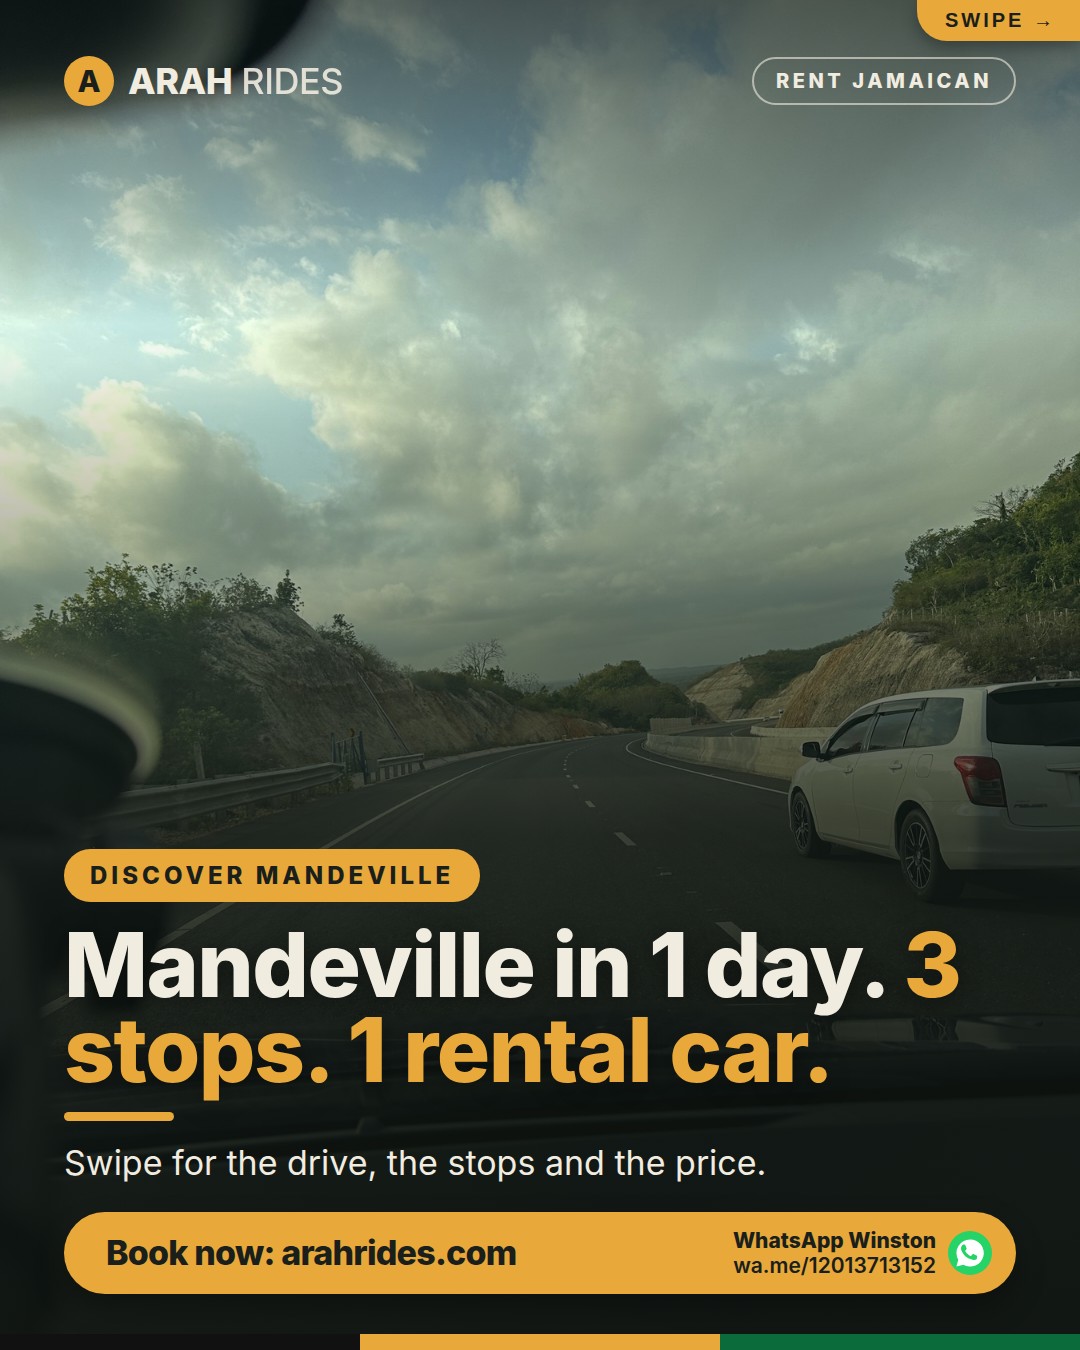 SWIPE →
A ARAH RIDES
RENT JAMAICAN
DISCOVER MANDEVILLE
Mandeville in 1 day. 3
stops. 1 rental car.
Swipe for the drive, the stops and the price.
Book now: arahrides.com
WhatsApp Winston
wa.me/12013713152